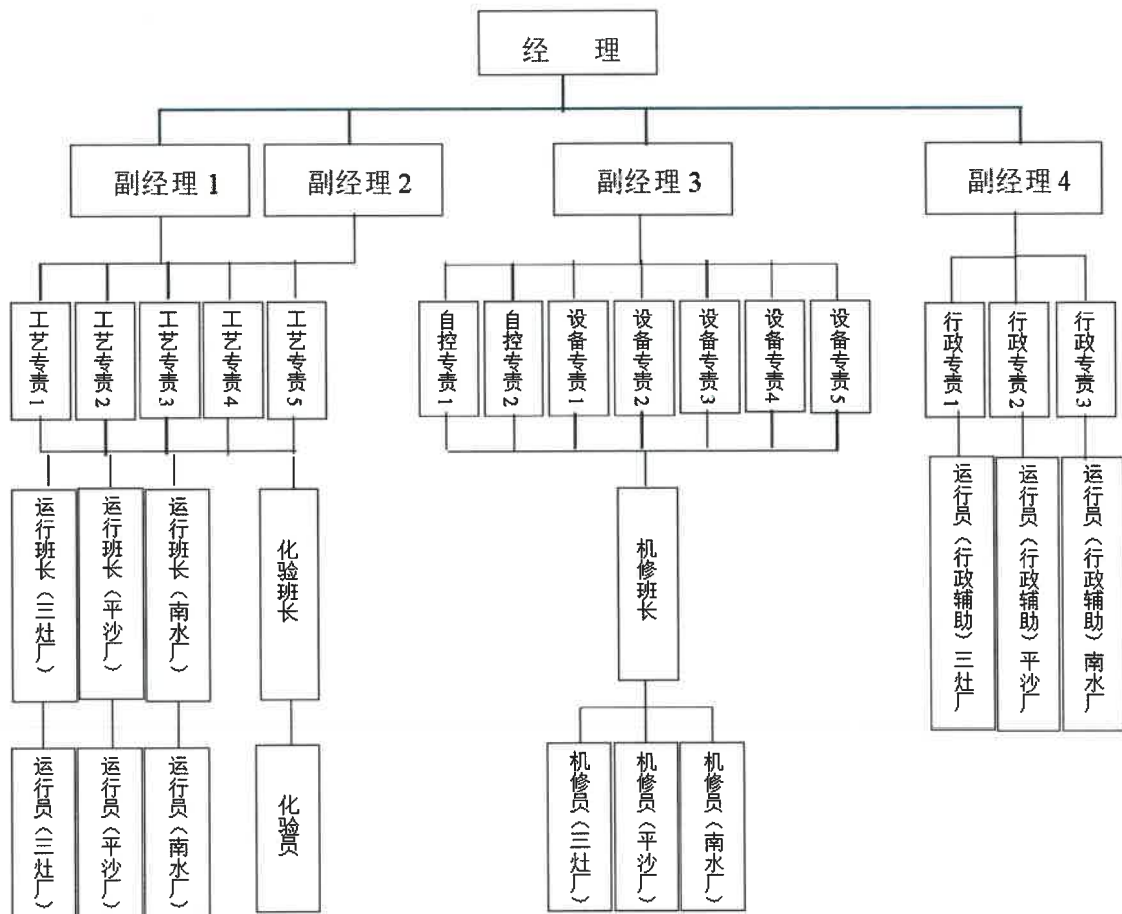 经 理
副经理 1
副经理 2
副经理 3
副经理 4
工艺专责 1
工艺专责 2
工艺专责 3
工艺专责 4
工艺专责 5
自控专责 1
自控专责 2
设备专责 1
设备专责 2
设备专责 3
设备专责 4
设备专责 5
行政专责 1
行政专责 2
行政专责 3
运行班长（三灶厂）
运行班长（平沙厂）
运行班长（南水厂）
化验班长
机修班长
运行员（行政辅助）三灶厂
运行员（行政辅助）平沙厂
运行员（行政辅助）南水厂
运行员（三灶厂）
运行员（平沙厂）
运行员（南水厂）
化验员
机修员（三灶厂）
机修员（平沙厂）
机修员（南水厂）